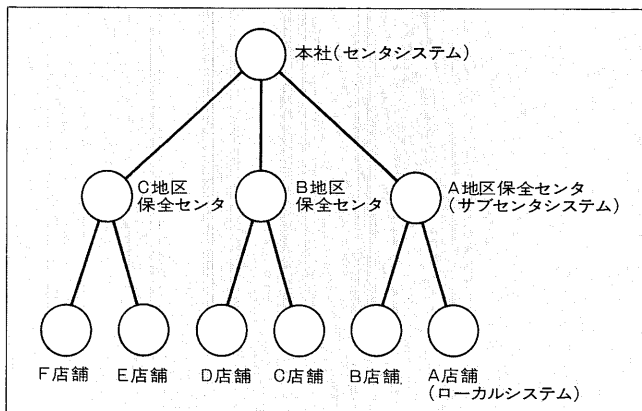 本社(センタシステム)
C地区
保全センタ
B地区
保全センタ
A地区保全センタ
(サブセンタシステム)
F店舗
E店舗
D店舗
C店舗
B店舗
A店舗
(ローカルシステム)